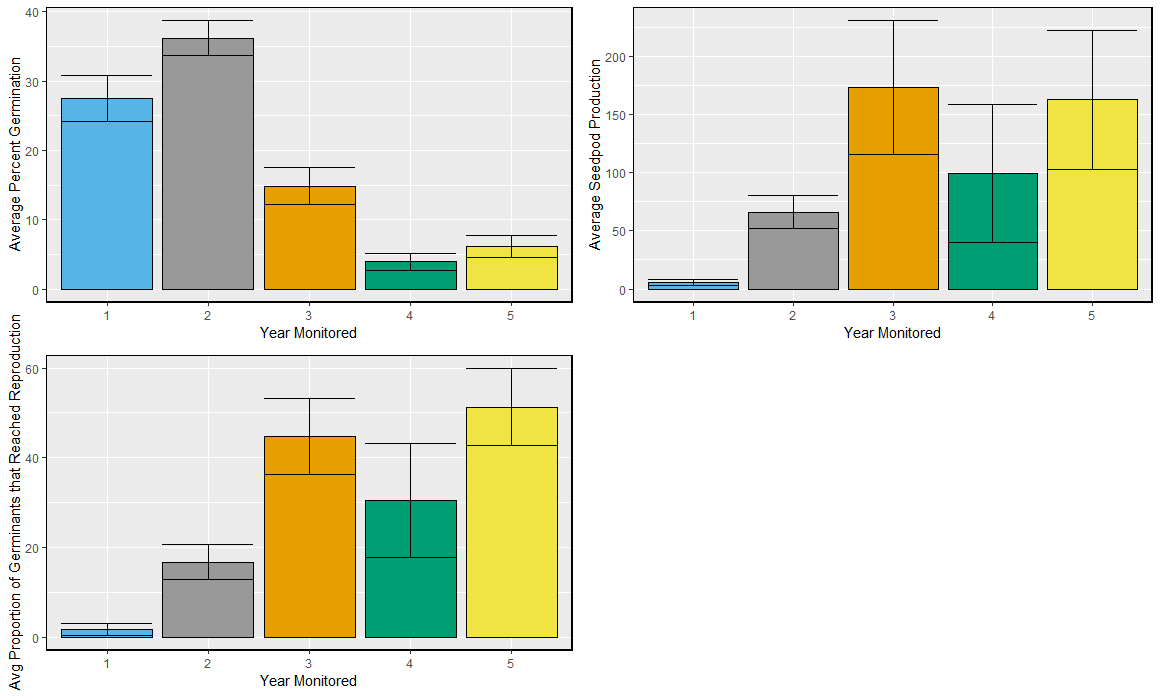 Average Percent Germination
40
30
20
10
0
1 2 3 4 5
Year Monitored
Average Seedpod Production
200
150
100
50
0
1 2 3 4 5
Year Monitored
Avg Proportion of Germinants that Reached Reproduction
60
40
20
0
1 2 3 4 5
Year Monitored